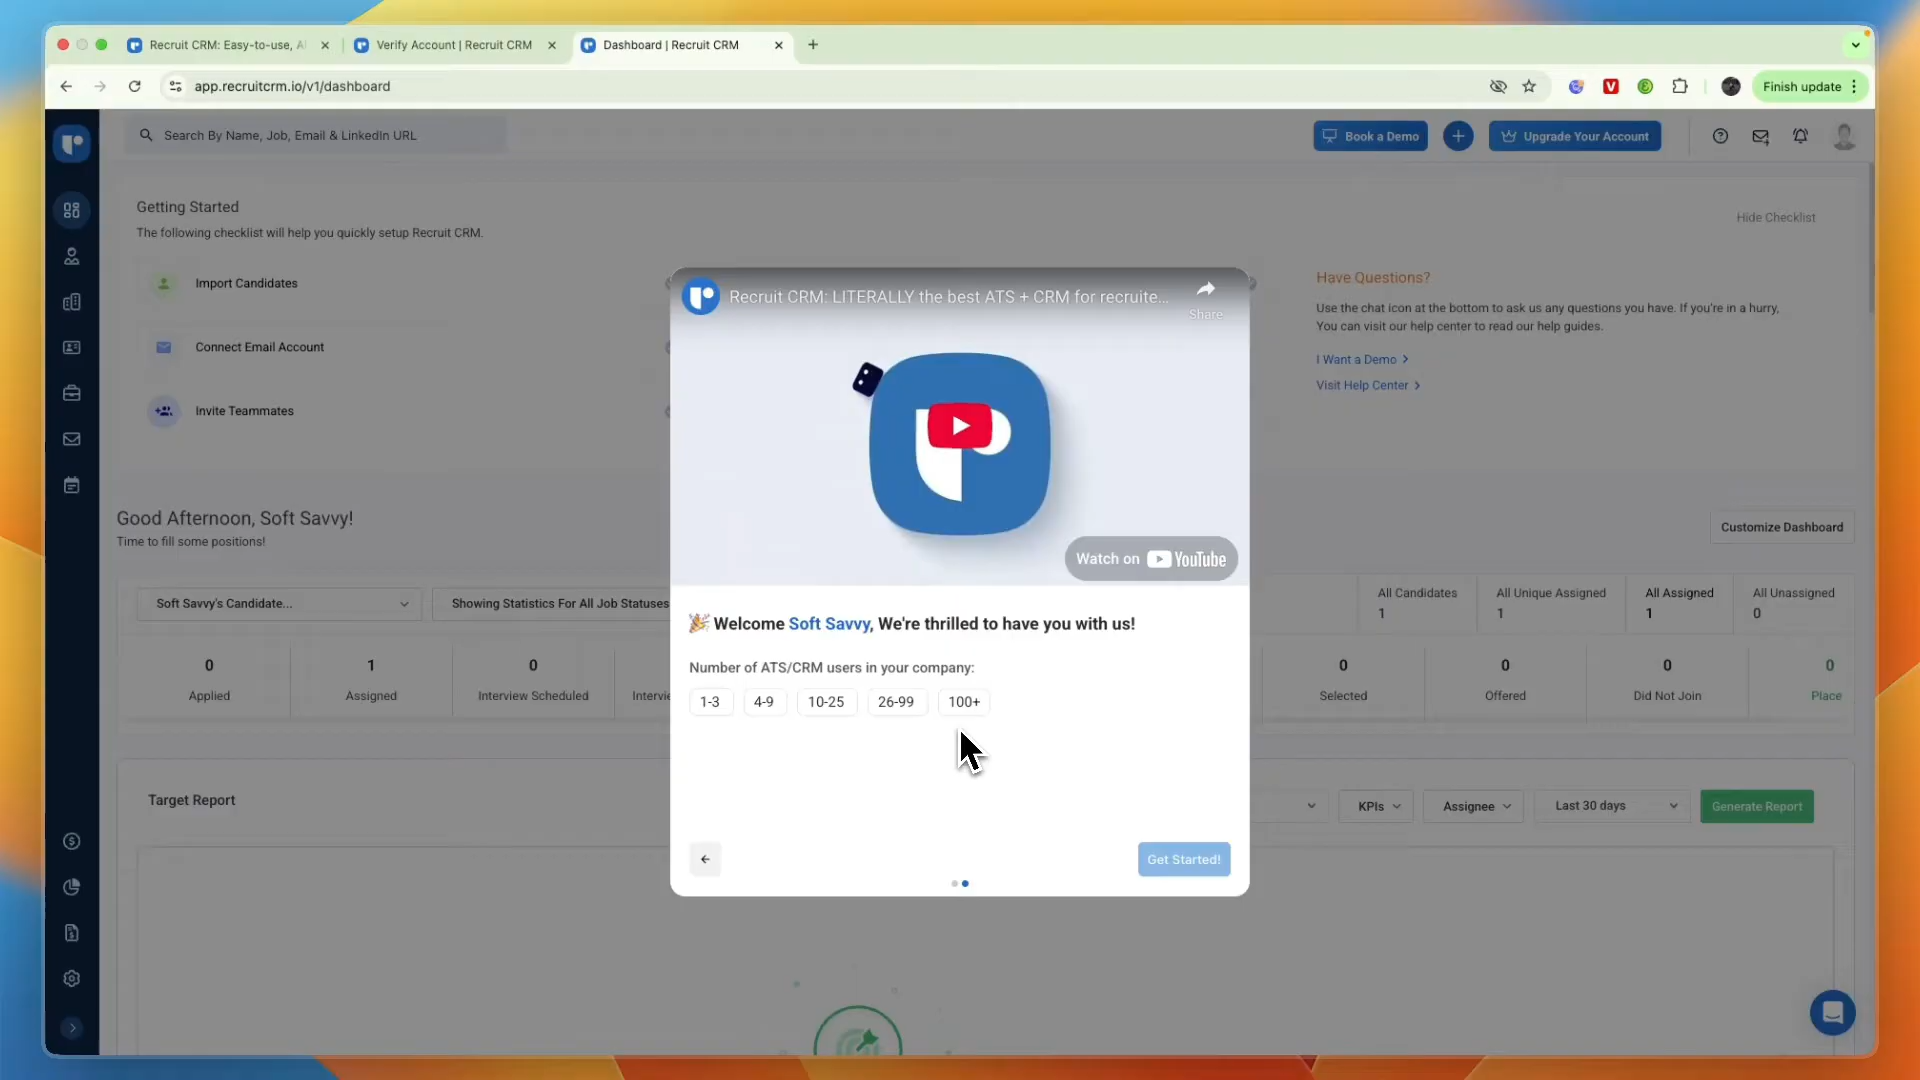 Recruit CRM: Easy-to-use, A
Verify Account | Recruit CRM
Dashboard | Recruit CRM
app.recruitcrm.io/v1/dashboard
Finish update
Search By Name, Job, Email & LinkedIn URL
Book a Demo
Upgrade Your Account
Getting Started
Hide Checklist
The following checklist will help you quickly setup Recruit CRM.
Import Candidates
Connect Email Account
Invite Teammates
Have Questions?
Use the chat icon at the bottom to ask us any questions you have. If you're in a hurry,
You can visit our help center to read our help guides.
I Want a Demo
Visit Help Center
Recruit CRM: LITERALLY the best ATS + CRM for recruite...
Share
Watch on YouTube
Good Afternoon, Soft Savvy!
Time to fill some positions!
Customize Dashboard
Soft Savvy's Candidate...
Showing Statistics For All Job Statuses
All Candidates
1
All Unique Assigned
1
All Assigned
1
All Unassigned
0
0
Applied
1
Assigned
0
Interview Scheduled
Intervie
0
Selected
0
Offered
0
Did Not Join
0
Place
🎉 Welcome Soft Savvy, We're thrilled to have you with us!
Number of ATS/CRM users in your company:
1-3
4-9
10-25
26-99
100+
Get Started!
Target Report
KPIs
Assignee
Last 30 days
Generate Report